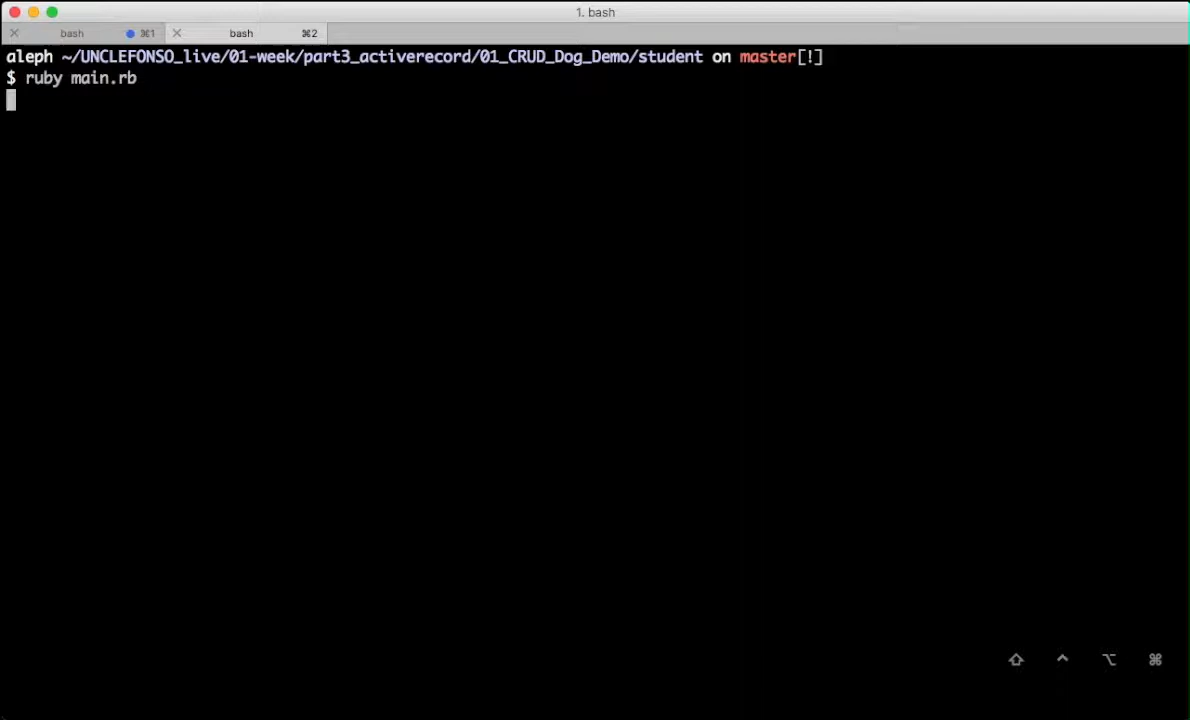 1. bash
bash ⌘1 bash ⌘2
aleph ~/UNCLEFONSO_live/01-week/part3_activerecord/01_CRUD_Dog_Demo/student on master[!]
$ ruby main.rb
⇧ ⌃ ⌥ ⌘